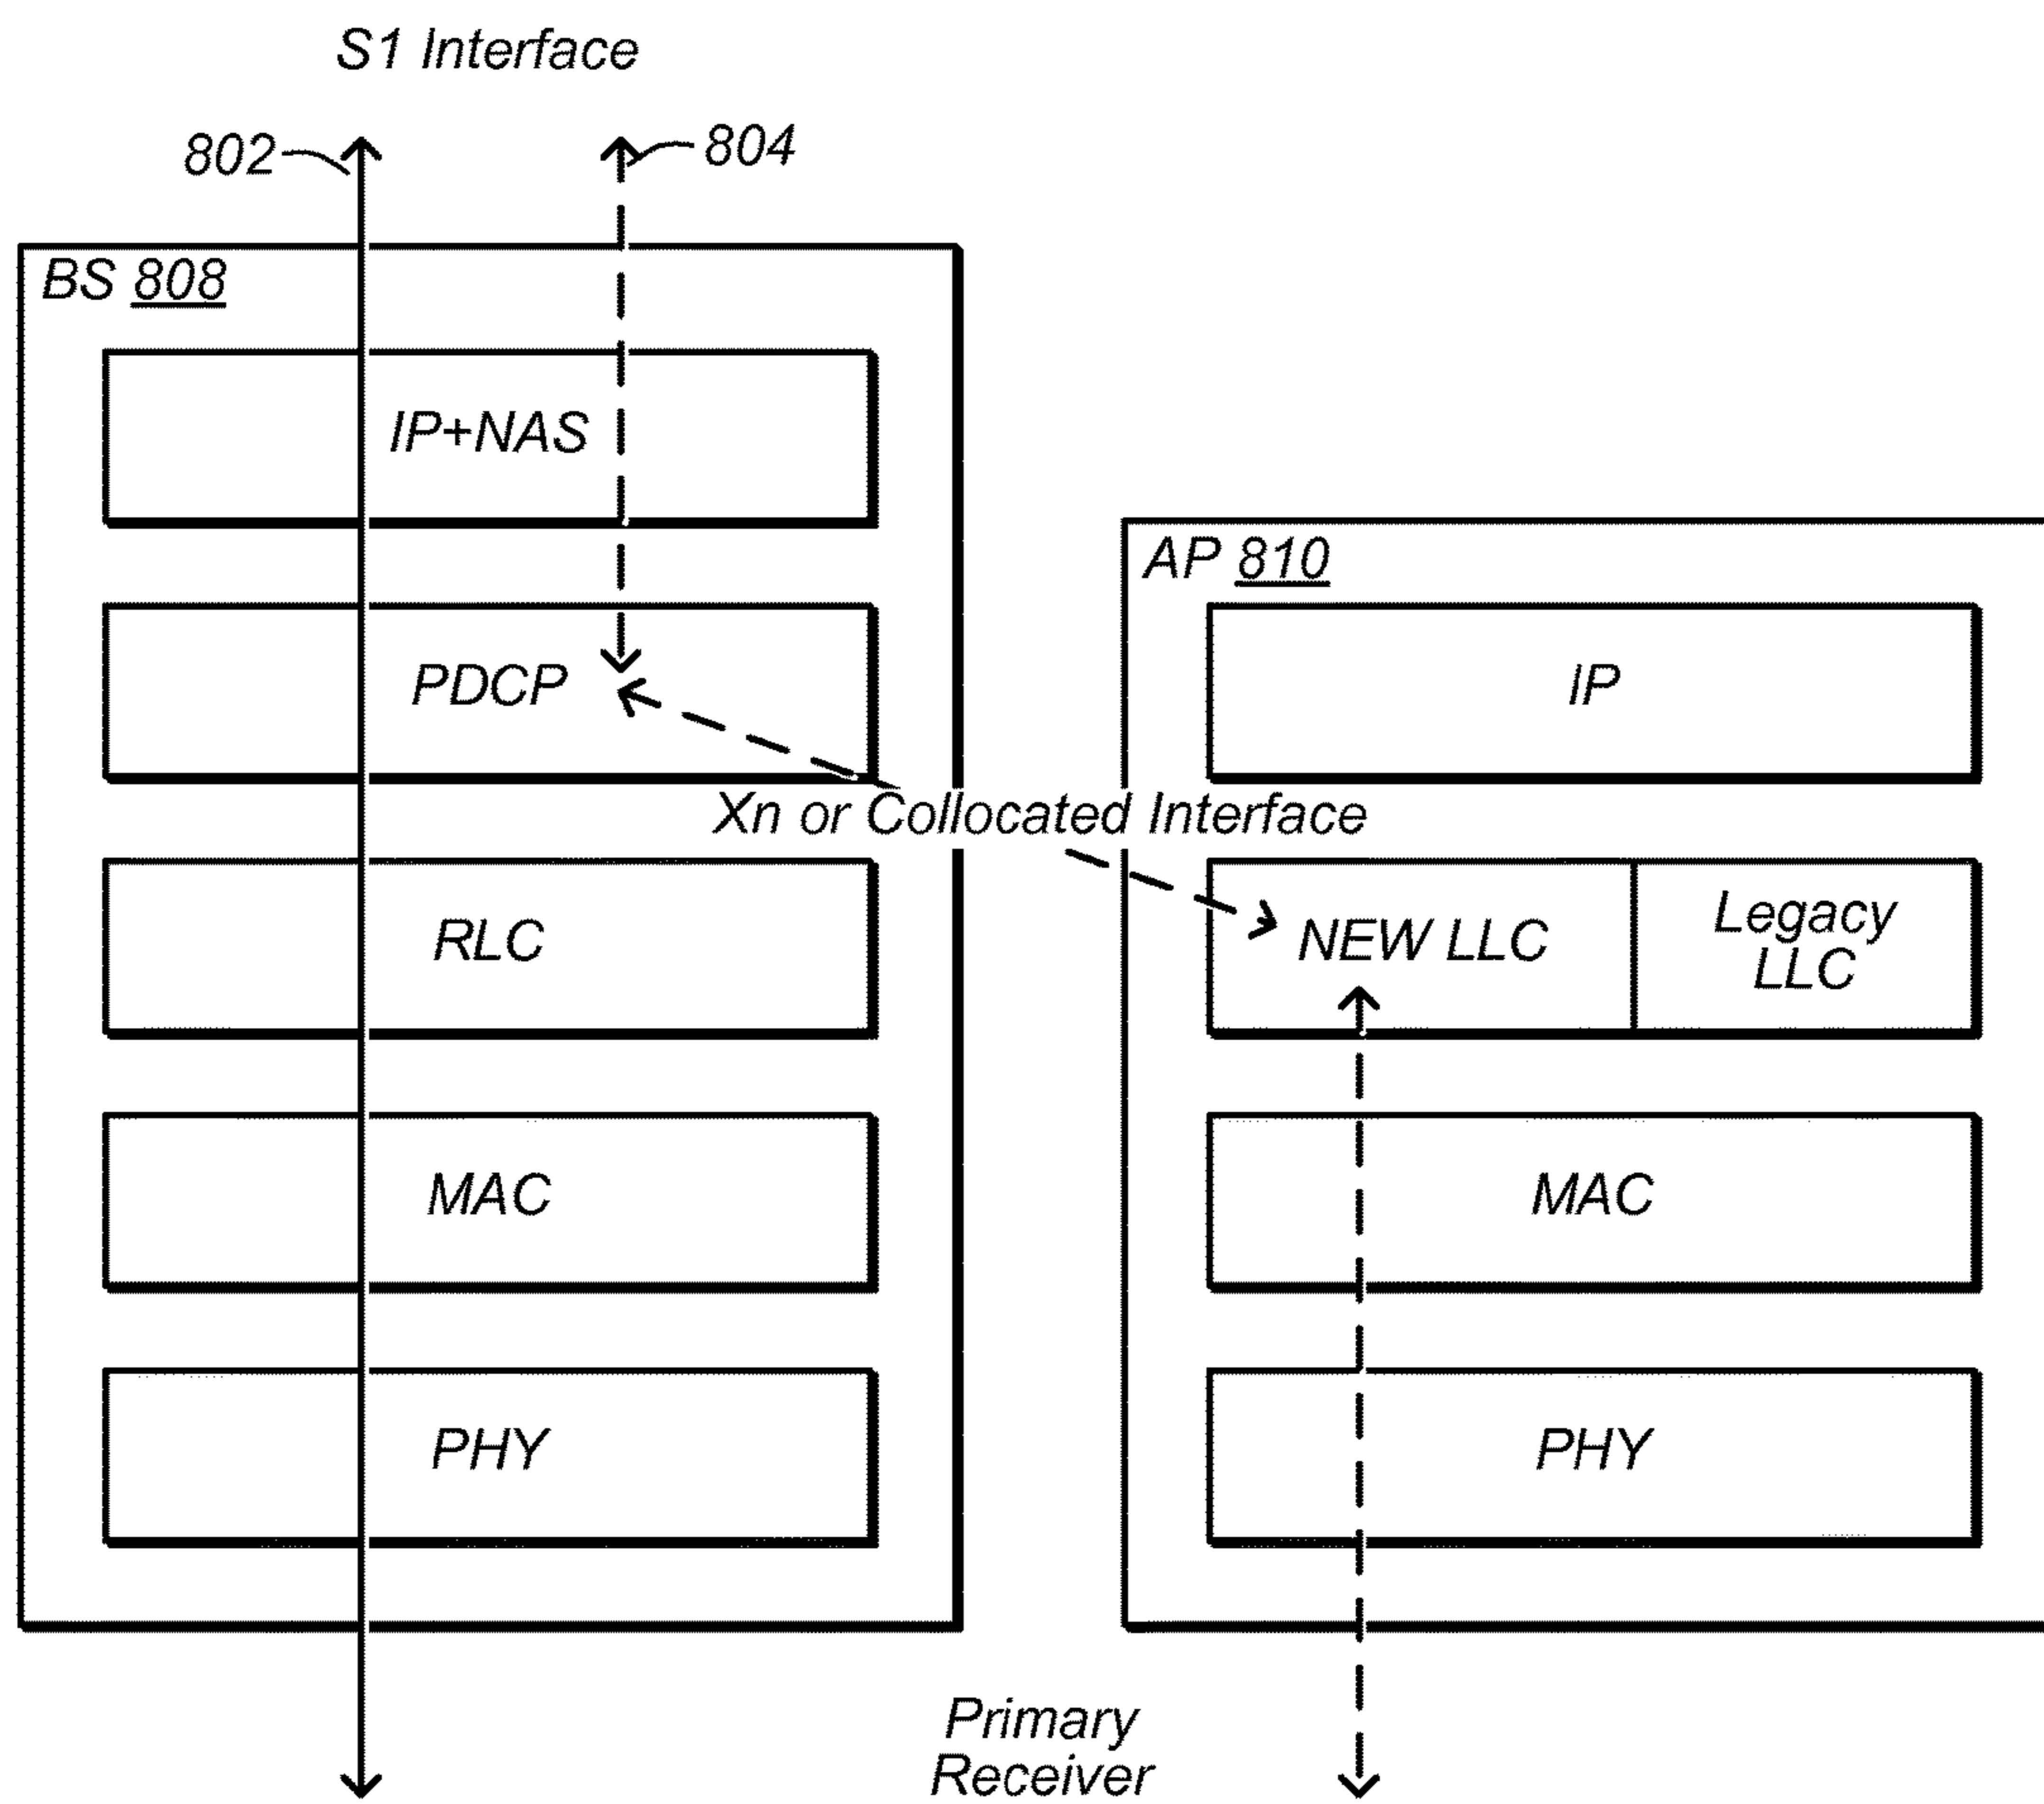 S1 Interface
802
804
BS 808
IP+NAS
AP 810
PDCP
IP
Xn or Collocated Interface
RLC
NEW LLC
Legacy
LLC
MAC
MAC
PHY
PHY
Primary
Receiver